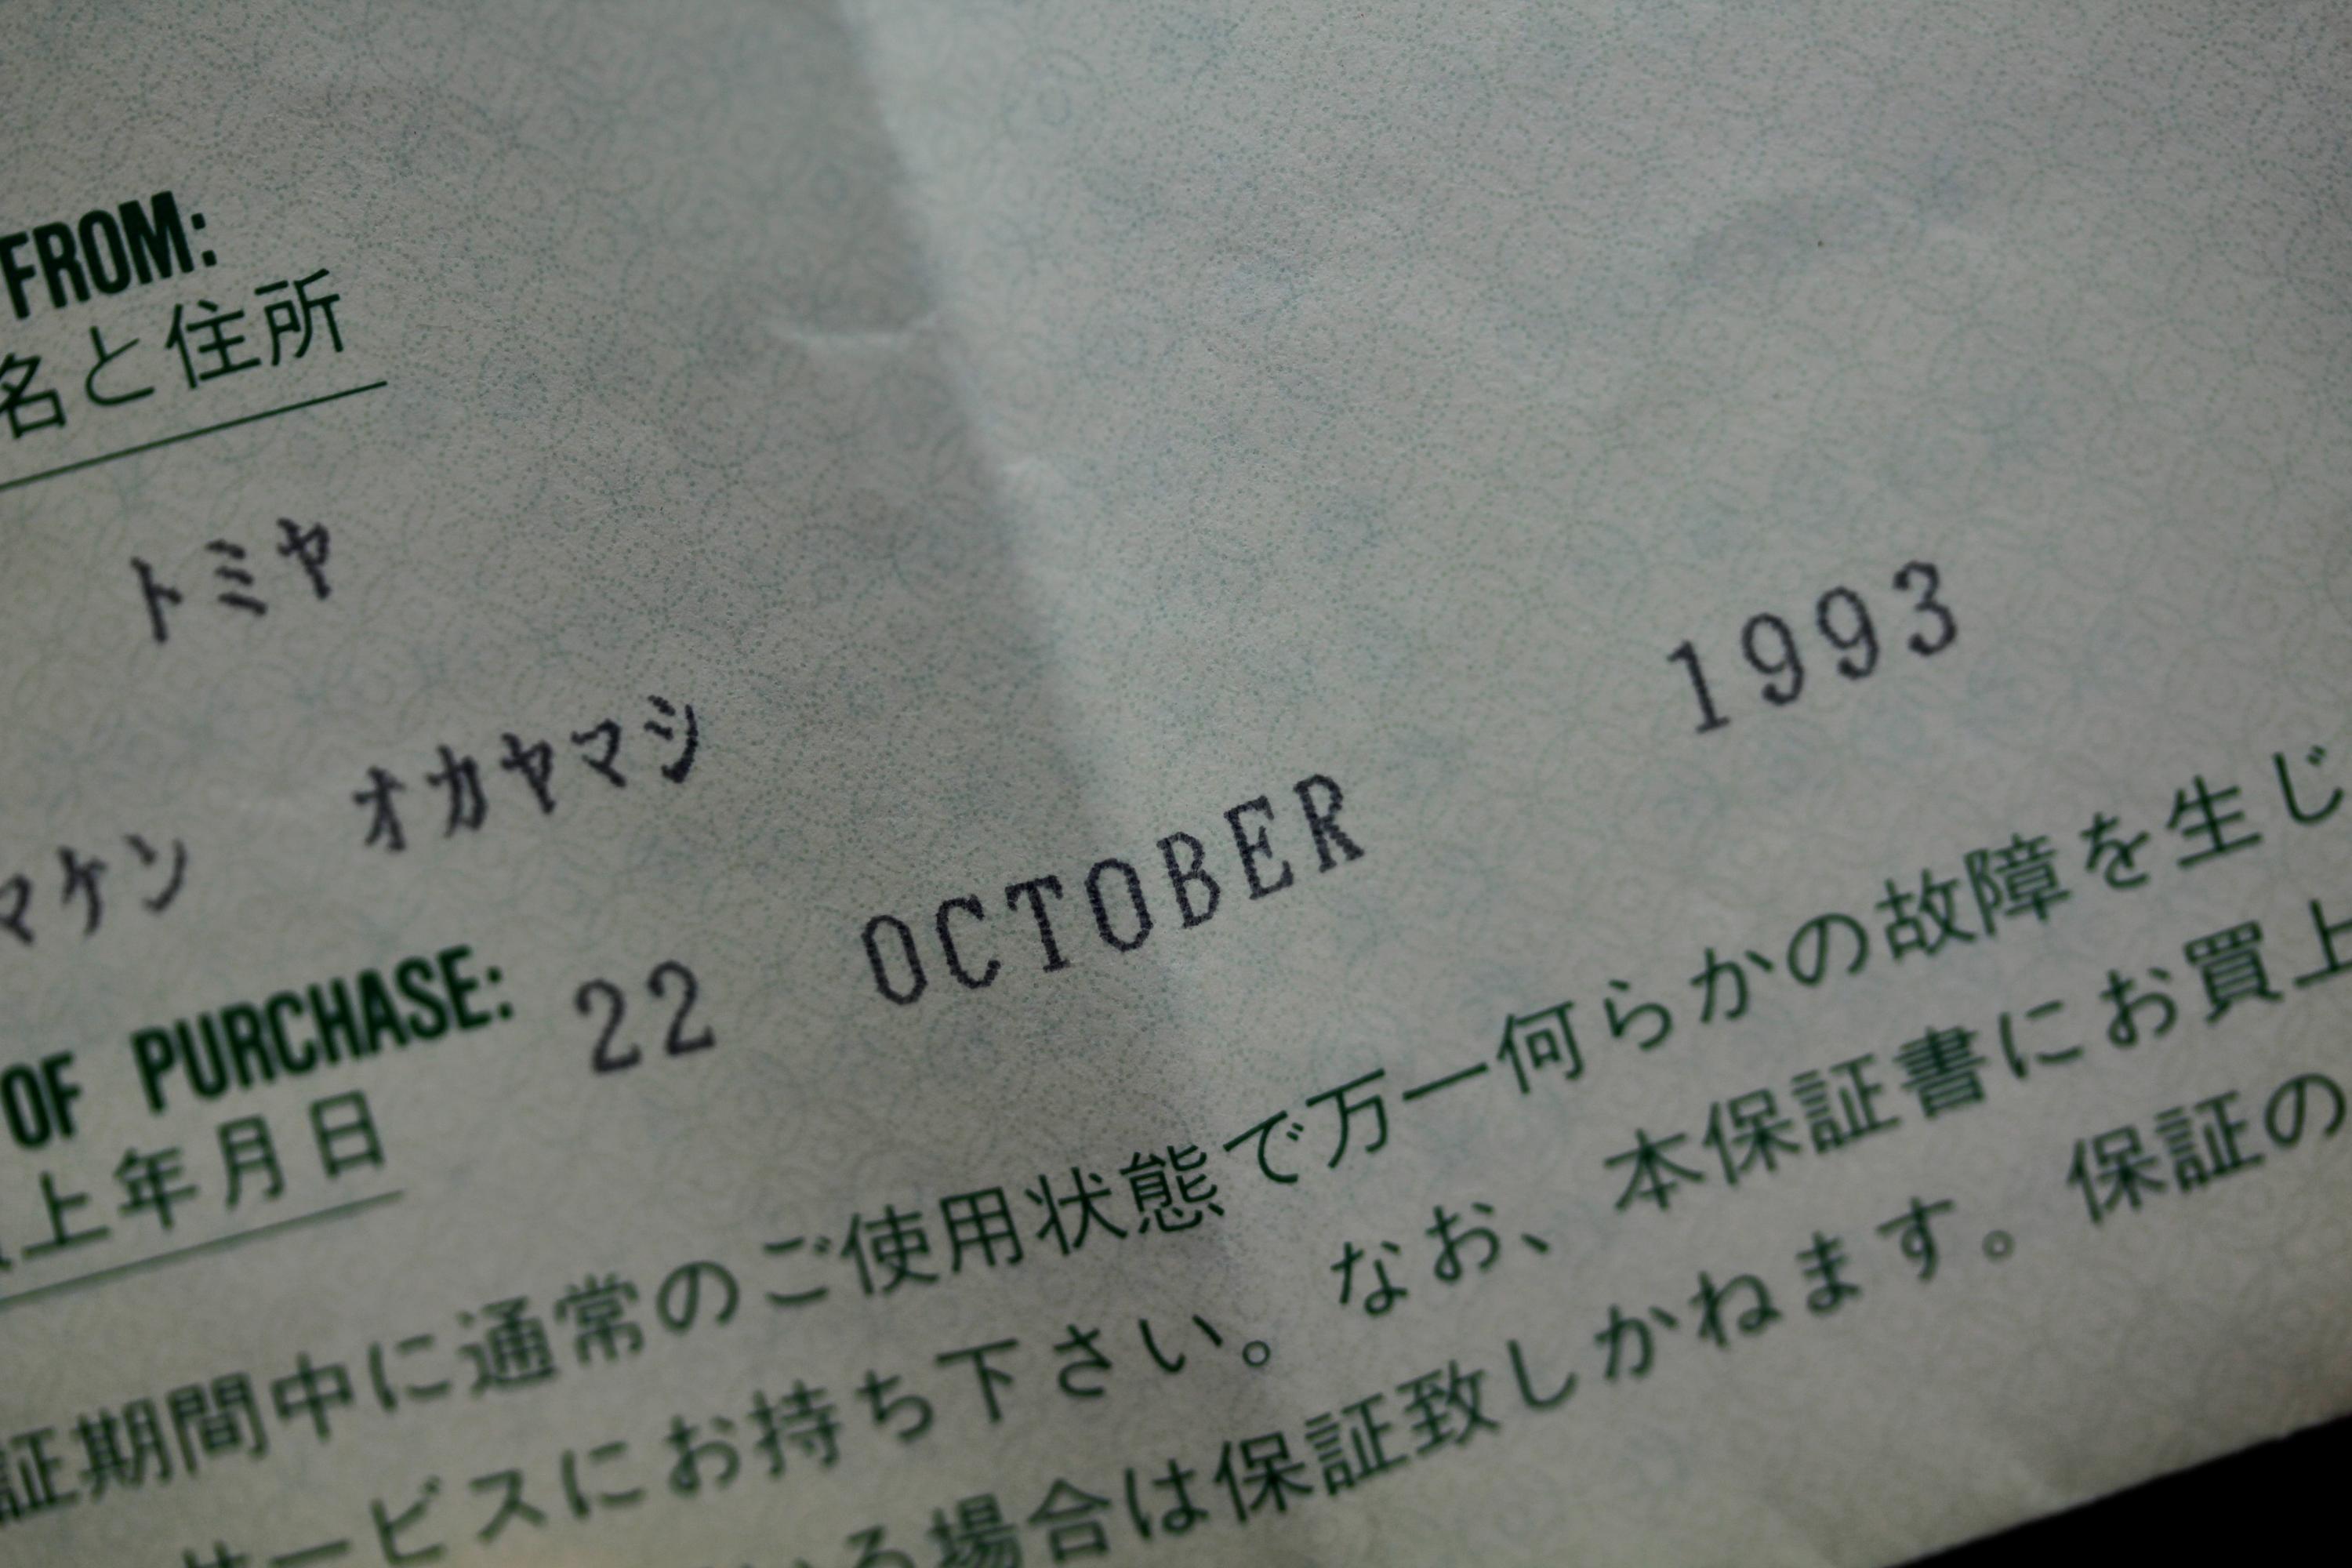 FROM:
名と住所
トミヤ
マケン オカヤマシ
OF PURCHASE: 22 OCTOBER 1993
上年月日
証期間中に通常のご使用状態で万一何らかの故障を生じ
サービスにお持ち下さい。なお、本保証書にお買上
いる場合は保証致しかねます。保証の